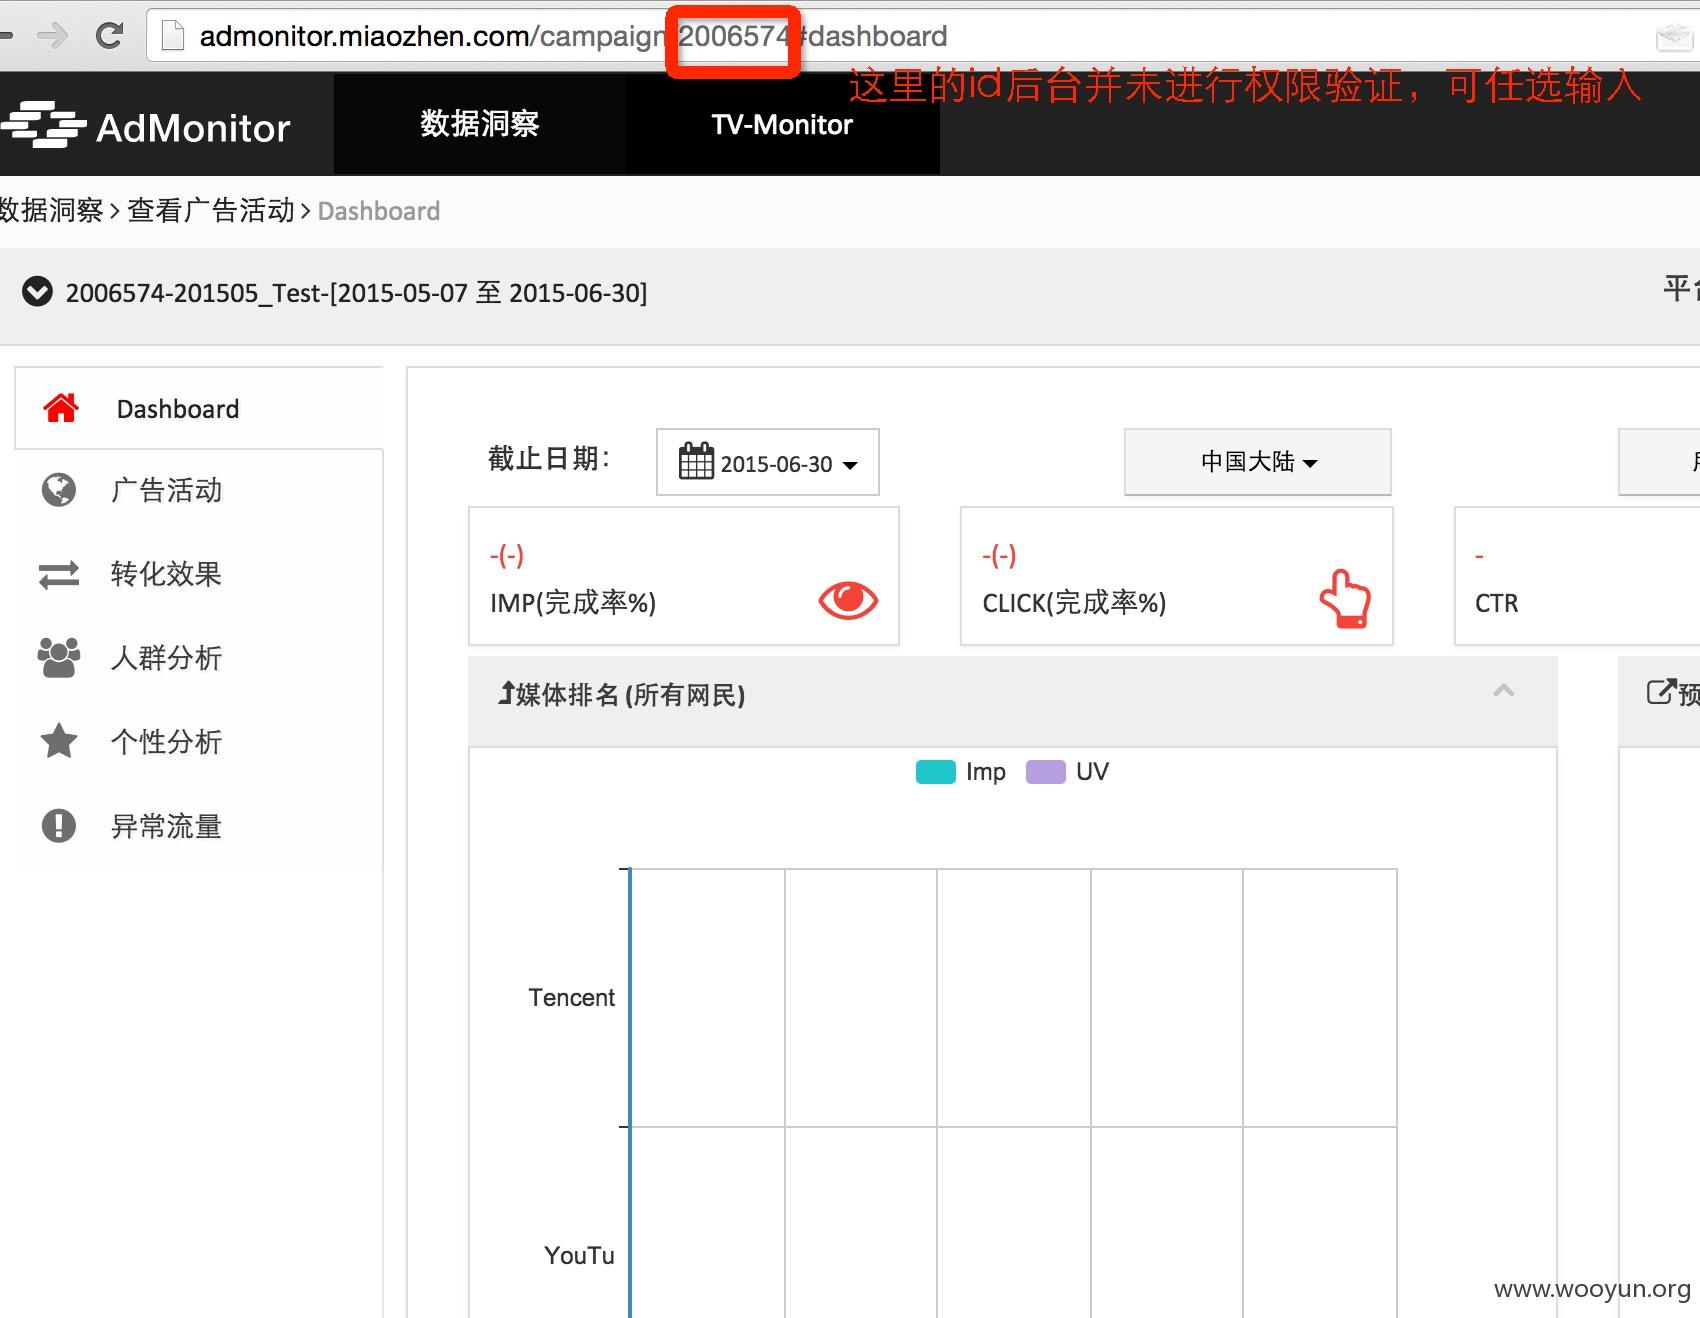 admonitor.miaozhen.com/campaign/2006574#dashboard
这里的id后台并未进行权限验证，可任选输入
AdMonitor
数据洞察
TV-Monitor
数据洞察 > 查看广告活动 > Dashboard
2006574-201505_Test-[2015-05-07 至 2015-06-30]
平台
Dashboard
广告活动
转化效果
人群分析
个性分析
异常流量
截止日期:
2015-06-30
中国大陆
-(-)
IMP(完成率%)
-(-)
CLICK(完成率%)
-
CTR
媒体排名(所有网民)
预
Imp
UV
Tencent
YouTu
www.wooyun.org